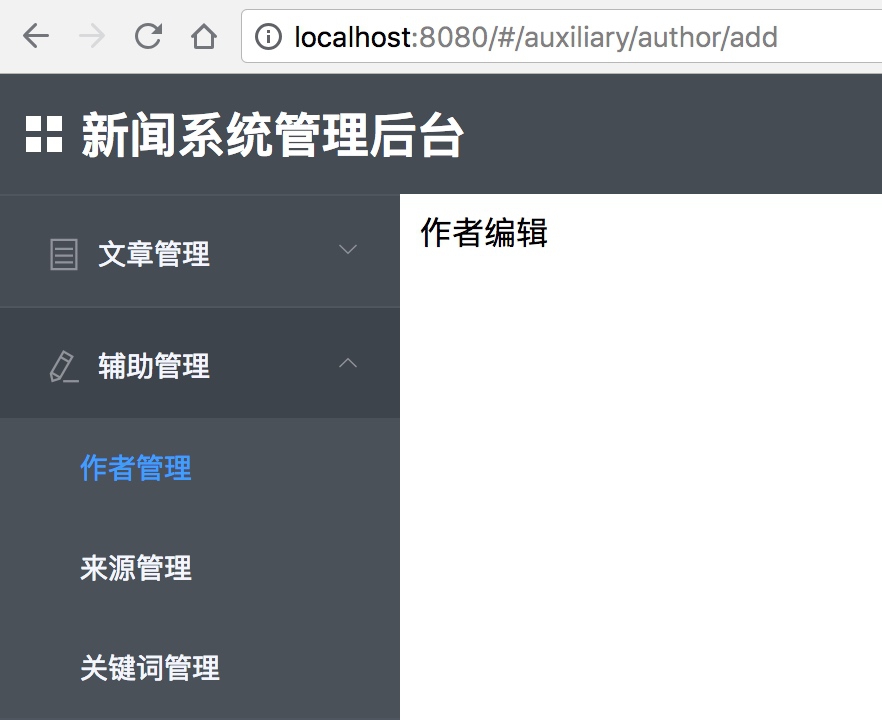 localhost:8080/#/auxiliary/author/add
新闻系统管理后台
文章管理
作者编辑
辅助管理
作者管理
来源管理
关键词管理